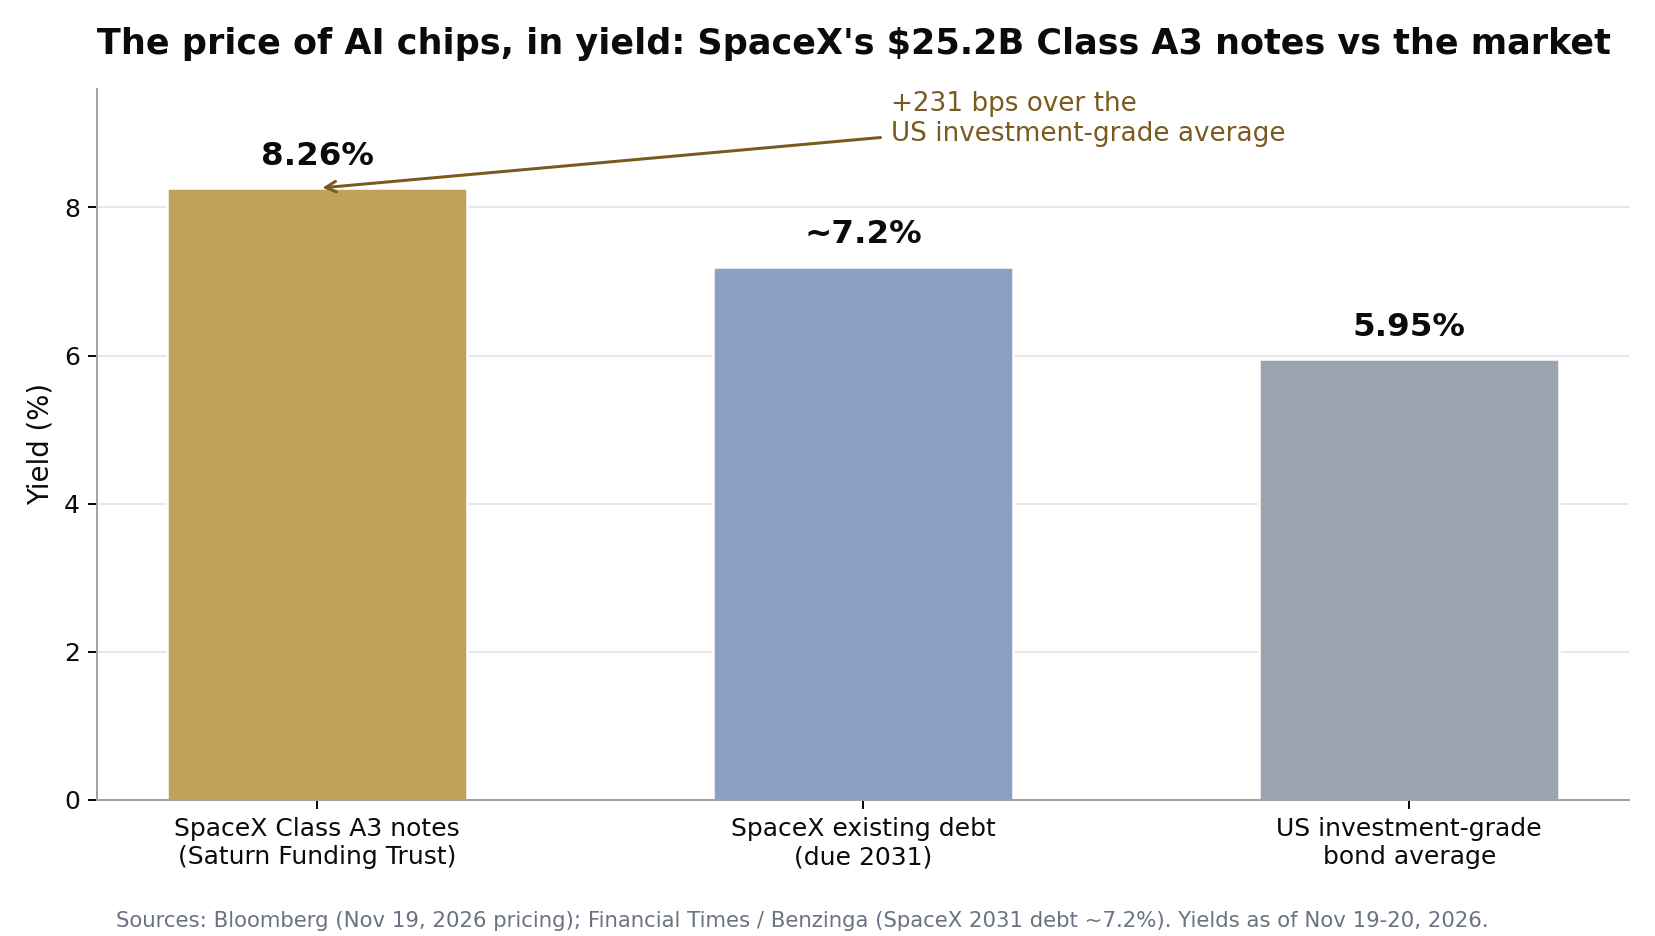 The price of AI chips, in yield: SpaceX's $25.2B Class A3 notes vs the market
+231 bps over the
US investment-grade average
8.26%
~7.2%
5.95%
Yield (%)
8
6
4
2
0
SpaceX Class A3 notes
(Saturn Funding Trust)
SpaceX existing debt
(due 2031)
US investment-grade
bond average
Sources: Bloomberg (Nov 19, 2026 pricing); Financial Times / Benzinga (SpaceX 2031 debt ~7.2%). Yields as of Nov 19-20, 2026.